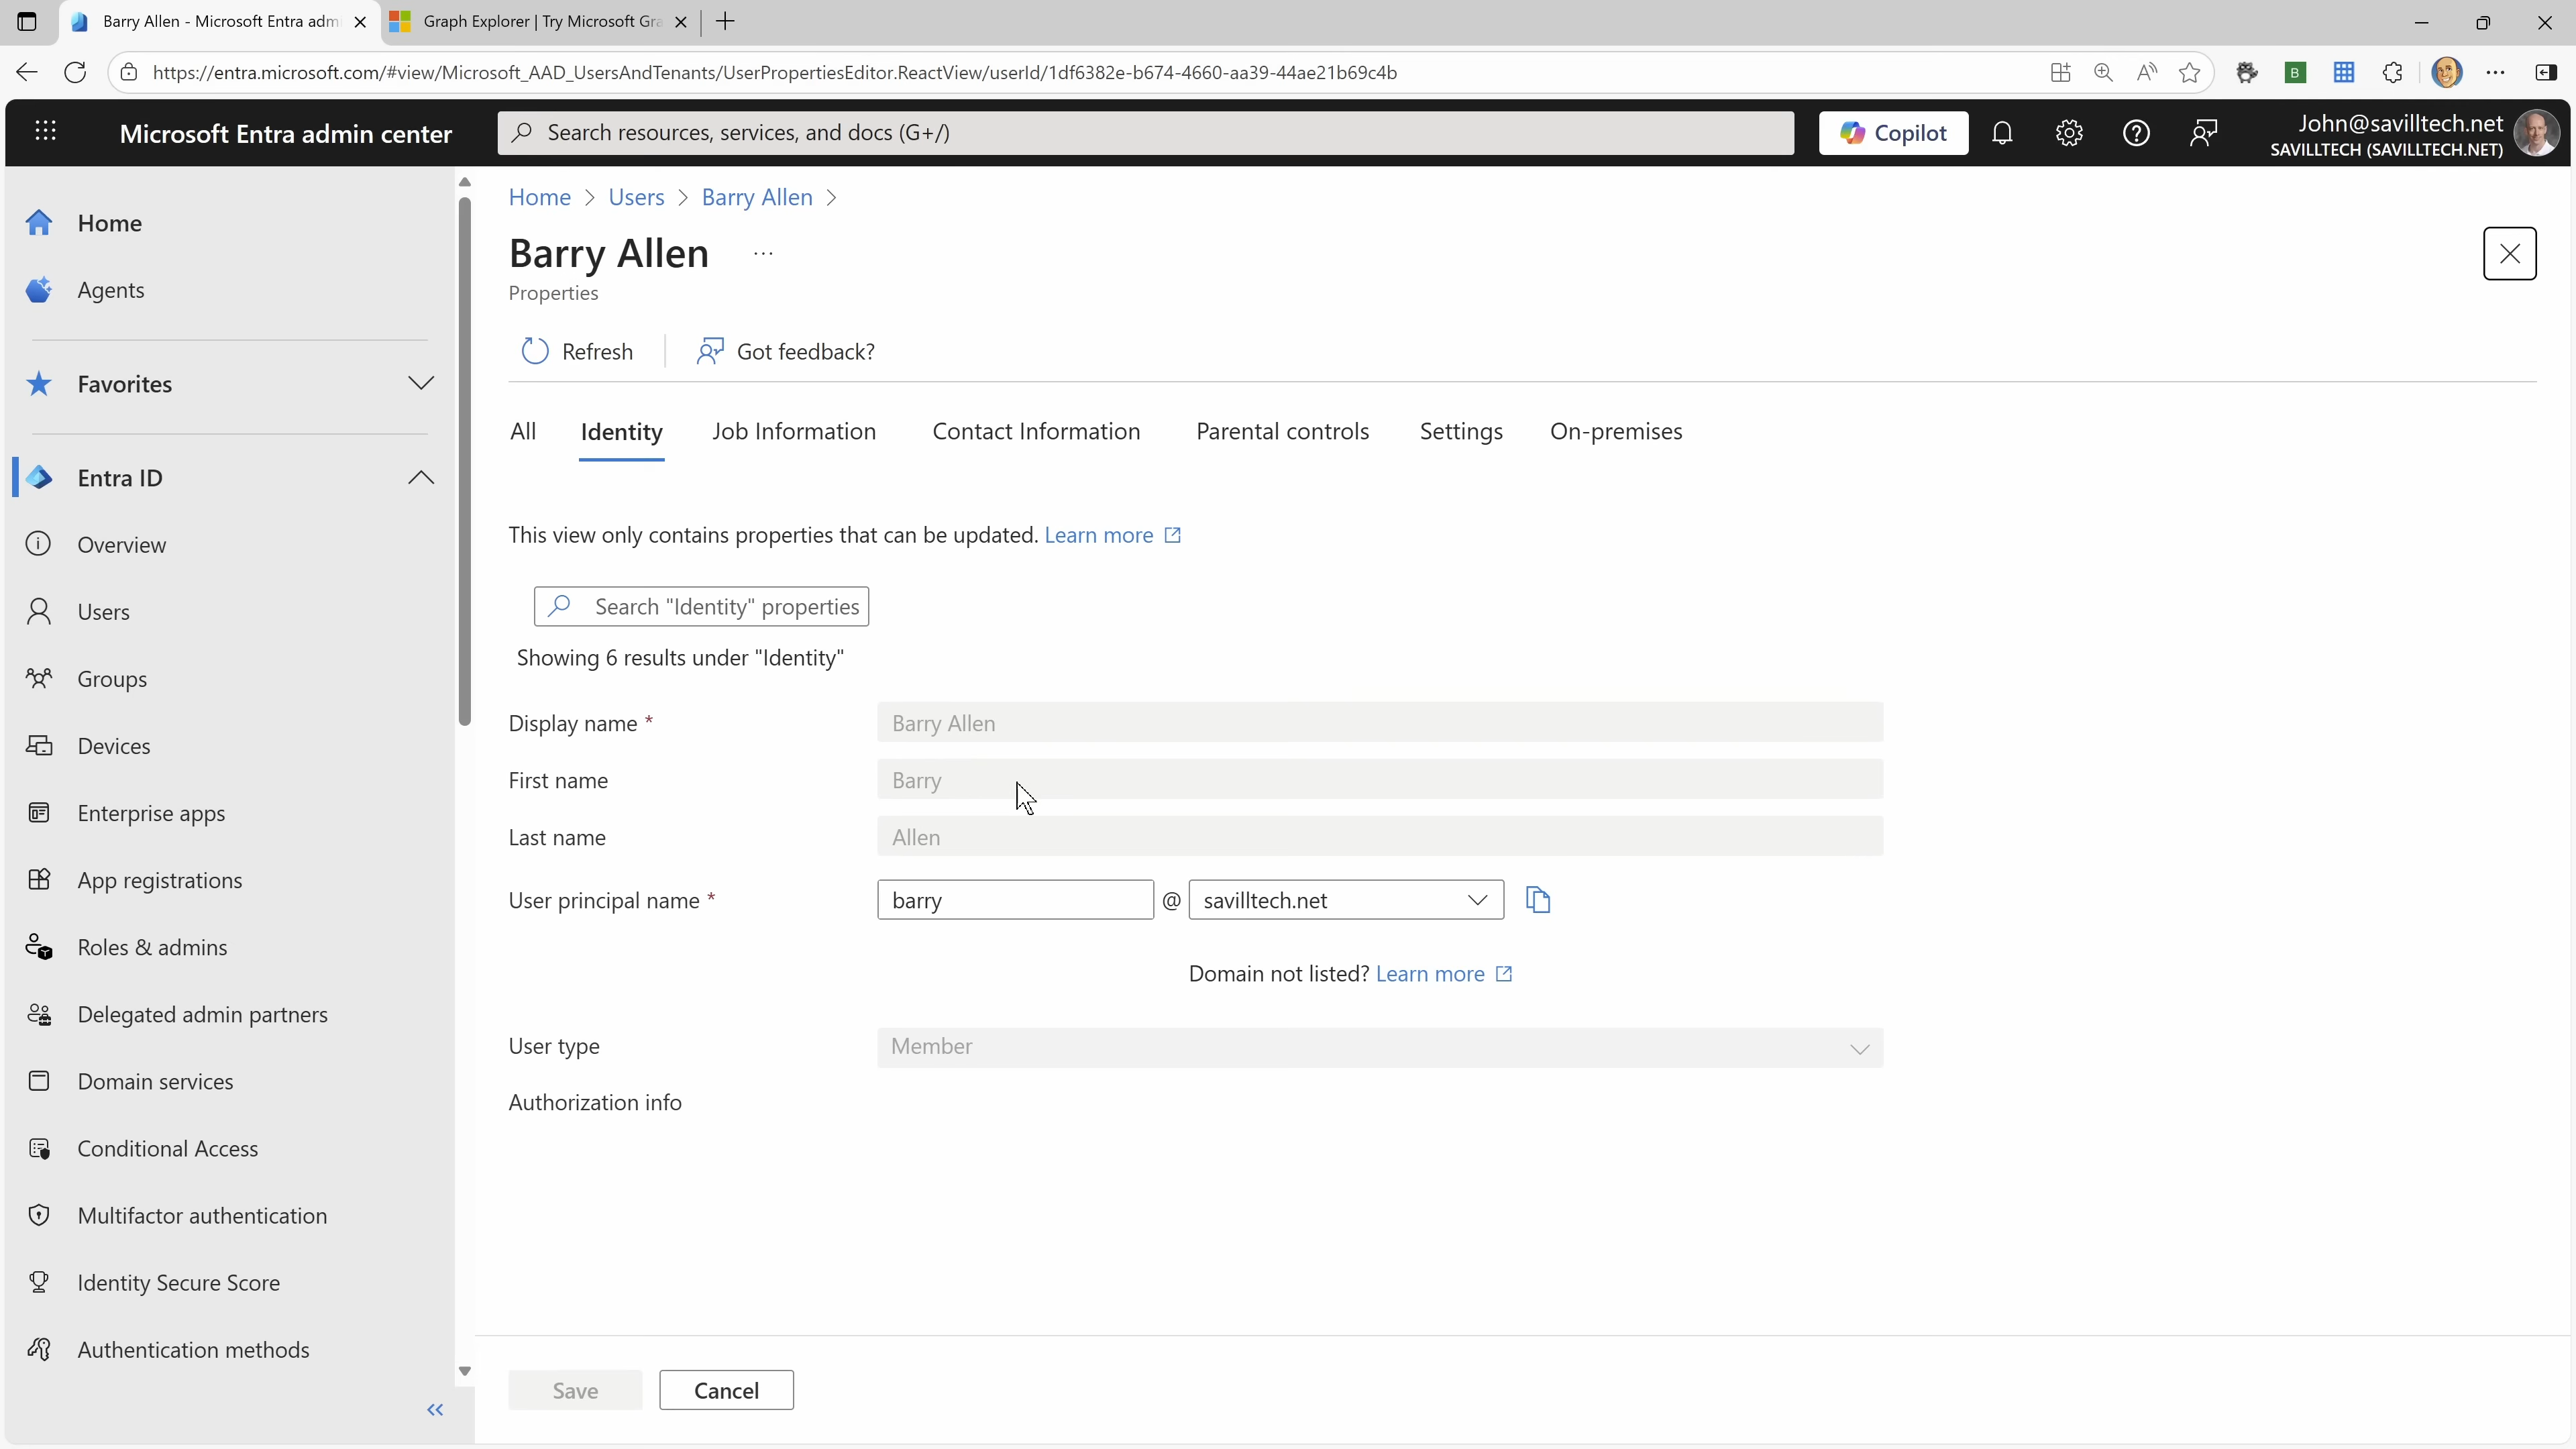 Barry Allen - Microsoft Entra adm
Graph Explorer | Try Microsoft Gra
https://entra.microsoft.com/#view/Microsoft_AAD_UsersAndTenants/UserPropertiesEditor.ReactView/userId/1df6382e-b674-4660-aa39-44ae21b69c4b
B
Microsoft Entra admin center
Search resources, services, and docs (G+/)
Copilot
John@savilltech.net
SAVILLTECH (SAVILLTECH.NET)
Home
Agents
Favorites
Entra ID
Overview
Users
Groups
Devices
Enterprise apps
App registrations
Roles & admins
Delegated admin partners
Domain services
Conditional Access
Multifactor authentication
Identity Secure Score
Authentication methods
Home > Users > Barry Allen >
Barry Allen ...
Properties
Refresh
Got feedback?
All Identity Job Information Contact Information Parental controls Settings On-premises
This view only contains properties that can be updated. Learn more
Search "Identity" properties
Showing 6 results under "Identity"
Display name * Barry Allen
First name Barry
Last name Allen
User principal name * barry @ savilltech.net
Domain not listed? Learn more
User type Member
Authorization info
Save Cancel